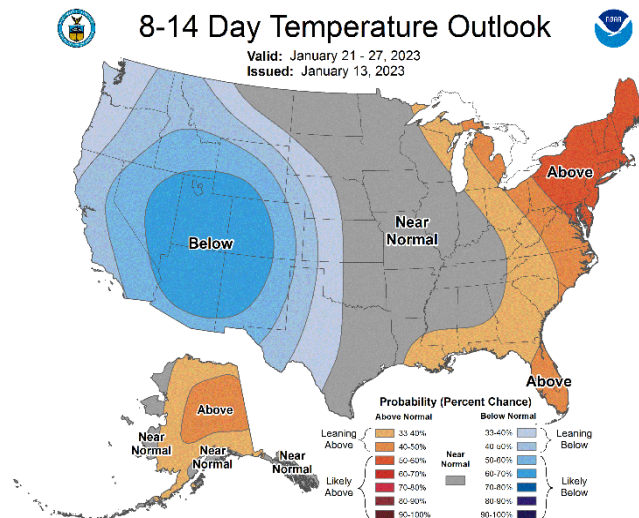 8-14 Day Temperature Outlook
NOAA
Valid: January 21 - 27, 2023
Issued: January 13, 2023
Above
Near
Normal
Below
Above
Above
Near
Normal
Near
Normal
Near
Normal
Probability (Percent Chance)
Above Normal
Below Normal
Leaning
Above
33-40%
40-50%
Likely
Above
50-60%
60-70%
70-80%
80-90%
90-100%
Near
Normal
33-40%
40-50%
Leaning
Below
50-60%
60-70%
70-80%
80-90%
90-100%
Likely
Below